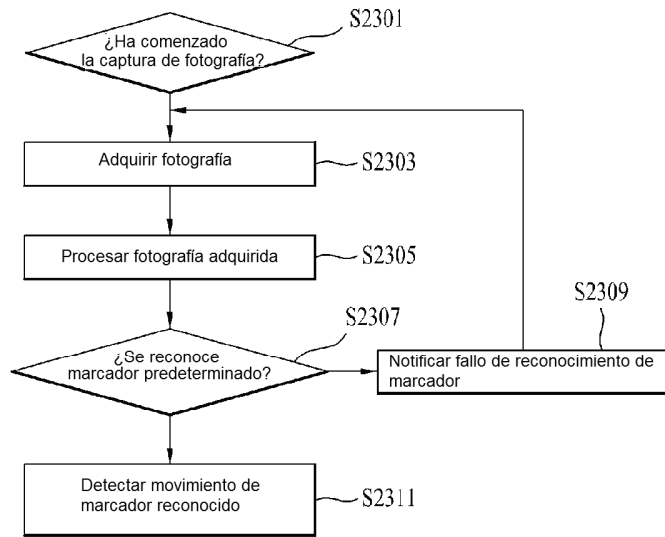 S2301
¿Ha comenzado
la captura de fotografía?
Adquirir fotografía
S2303
Procesar fotografía adquirida
S2305
S2309
S2307
¿Se reconoce
marcador predeterminado?
Notificar fallo de reconocimiento de
marcador
Detectar movimiento de
marcador reconocido
S2311